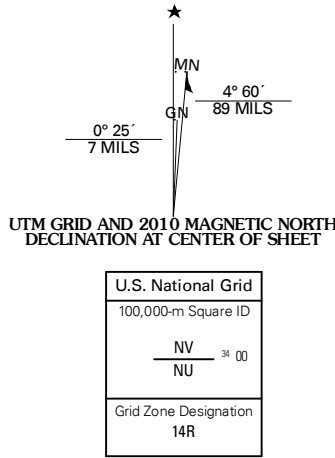 ★
MN
4° 60´
89 MILS
GN
0° 25´
7 MILS
UTM GRID AND 2010 MAGNETIC NORTH
DECLINATION AT CENTER OF SHEET
U.S. National Grid
100,000-m Square ID
NV
34 00
NU
Grid Zone Designation
14R